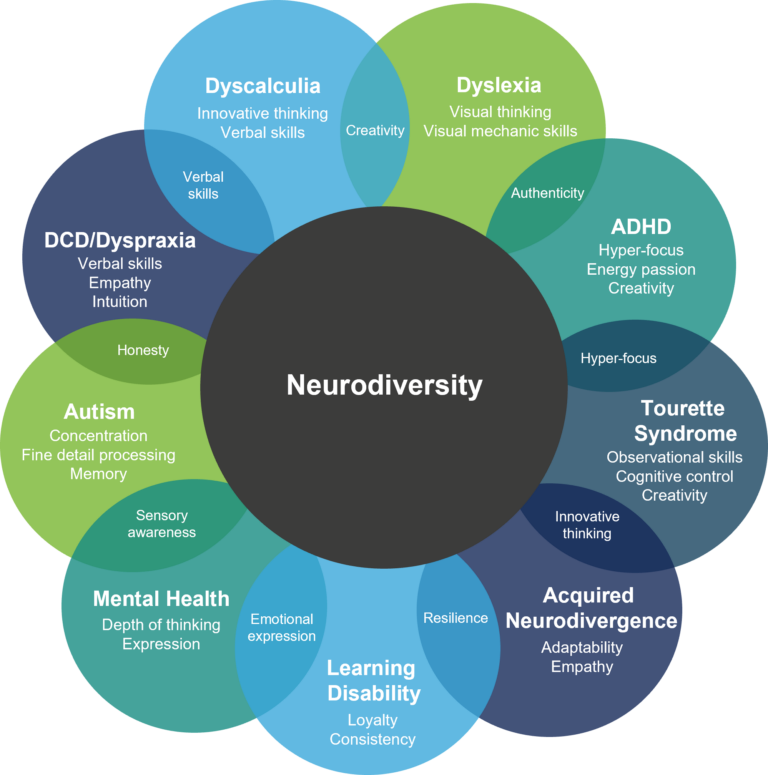 Dyscalculia
Innovative thinking
Verbal skills
Creativity
Dyslexia
Visual thinking
Visual mechanic skills
Authenticity
ADHD
Hyper-focus
Energy passion
Creativity
Hyper-focus
Tourette
Syndrome
Observational skills
Cognitive control
Creativity
Innovative
thinking
Acquired
Neurodivergence
Adaptability
Empathy
Resilience
Learning
Disability
Loyalty
Consistency
Emotional
expression
Mental Health
Depth of thinking
Expression
Sensory
awareness
Autism
Concentration
Fine detail processing
Memory
Honesty
DCD/Dyspraxia
Verbal skills
Empathy
Intuition
Verbal
skills
Neurodiversity